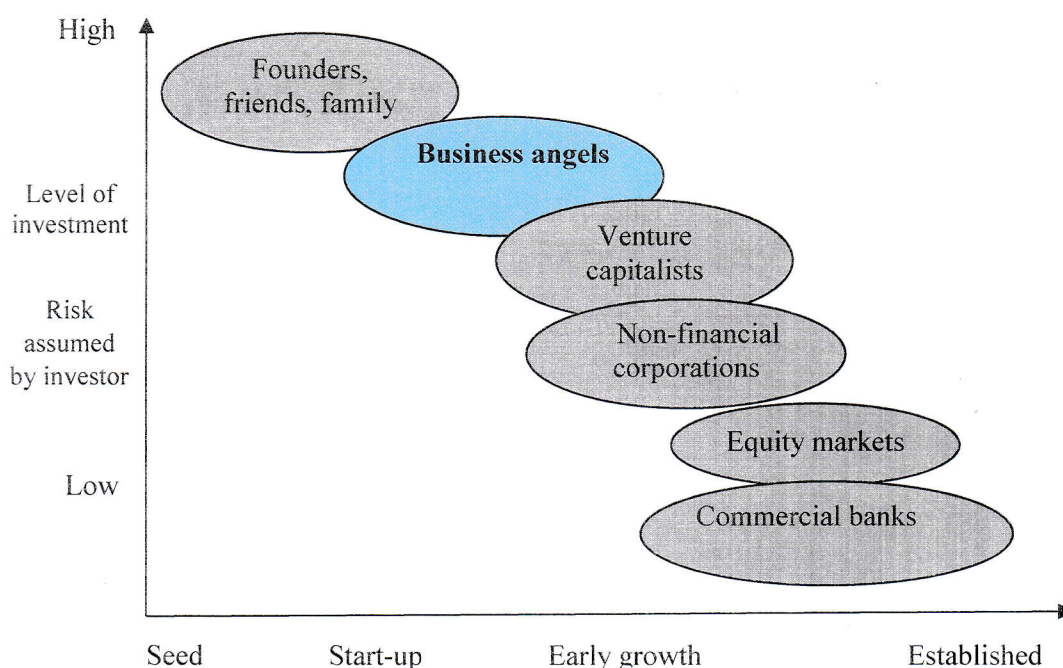 High
Founders,
friends, family
Business angels
Level of
investment
Venture
capitalists
Risk
assumed
by investor
Non-financial
corporations
Equity markets
Low
Commercial banks
Seed
Start-up
Early growth
Established